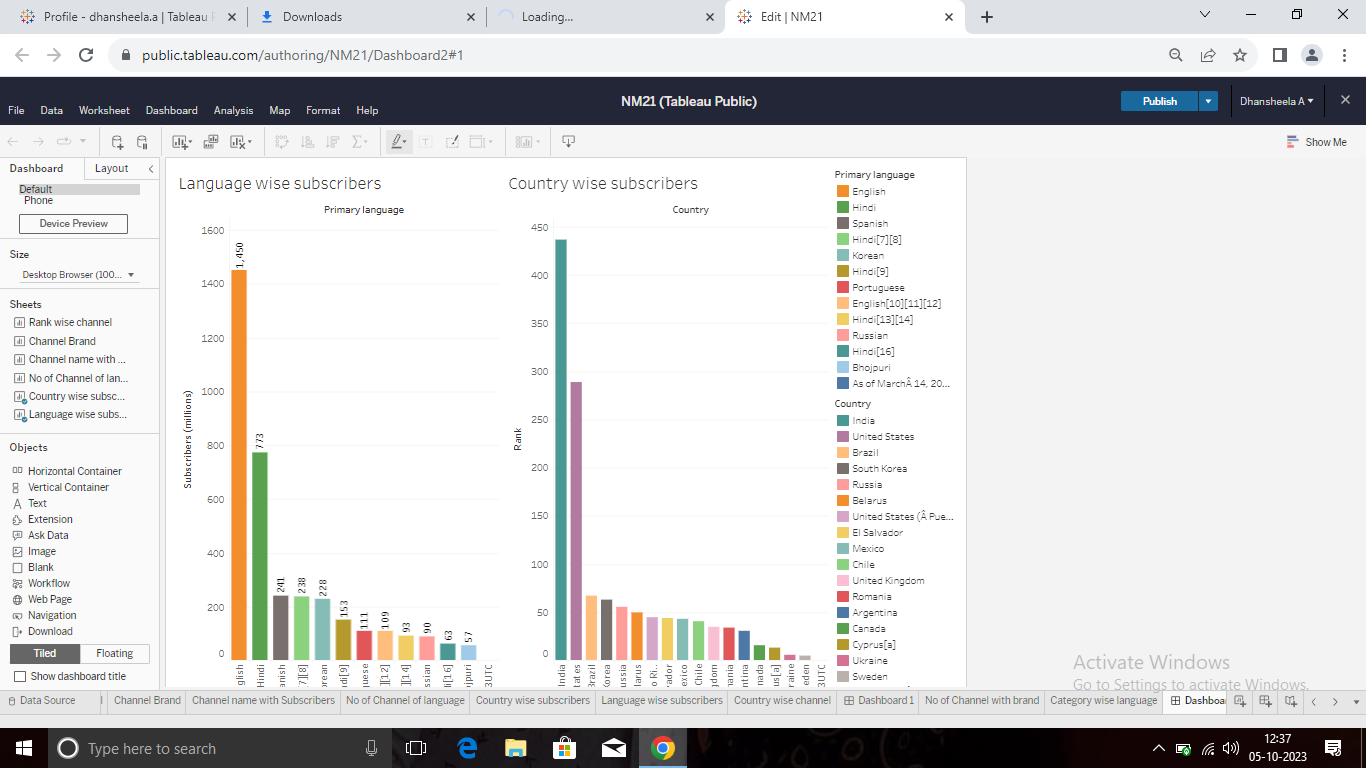 Profile - dhansheela.a | Tableau P
Downloads
Loading...
Edit | NM21
public.tableau.com/authoring/NM21/Dashboard2#1
NM21 (Tableau Public)
Publish
Dhansheela A
File Data Worksheet Dashboard Analysis Map Format Help
Show Me
Dashboard Layout
Default
Phone
Device Preview
Size
Desktop Browser (100...
Sheets
Rank wise channel
Channel Brand
Channel name with ...
No of Channel of lan...
Country wise subsc...
Language wise subs...
Objects
Horizontal Container
Vertical Container
Text
Extension
Ask Data
Image
Blank
Workflow
Web Page
Navigation
Download
Tiled Floating
Show dashboard title
Language wise subscribers
Primary language
Subscribers (millions)
1600
1400
1200
1000
800
600
400
200
0
1,450
773
241
238
228
153
111
109
93
90
63
57
glish
Hindi
anish
7][8]
orean
di[9]
uese
][12]
][14]
ssian
li[16]
jpuri
3UTC
Country wise subscribers
Country
Rank
450
400
350
300
250
200
150
100
50
0
India
tates
Brazil
Korea
ussia
larus
o Ri..
vador
exico
Chile
gdom
ania
ntina
nada
us[a]
raine
eden
3UTC
Primary language
English
Hindi
Spanish
Hindi[7][8]
Korean
Hindi[9]
Portuguese
English[10][11][12]
Hindi[13][14]
Russian
Hindi[16]
Bhojpuri
As of MarchÂ 14, 20...
Country
India
United States
Brazil
South Korea
Russia
Belarus
United States (Â Pue...
El Salvador
Mexico
Chile
United Kingdom
Romania
Argentina
Canada
Cyprus[a]
Ukraine
Sweden
Activate Windows
Go to Settings to activate Windows.
Data Source
Channel Brand
Channel name with Subscribers
No of Channel of language
Country wise subscribers
Language wise subscribers
Country wise channel
Dashboard 1
No of Channel with brand
Category wise language
Dashboa
Type here to search
12:37
05-10-2023